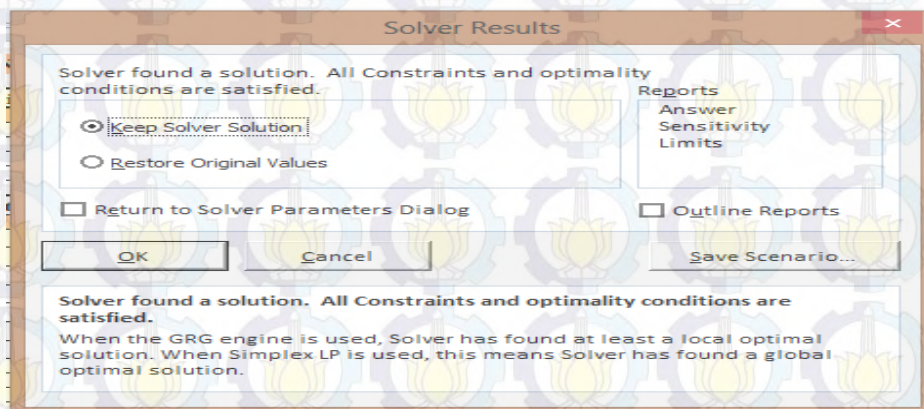 Solver Results
Solver found a solution. All Constraints and optimality
conditions are satisfied.
Reports
Answer
Sensitivity
Limits
Keep Solver Solution
Restore Original Values
Return to Solver Parameters Dialog
Outline Reports
OK
Cancel
Save Scenario...
Solver found a solution. All Constraints and optimality conditions are
satisfied.
When the GRG engine is used, Solver has found at least a local optimal
solution. When Simplex LP is used, this means Solver has found a global
optimal solution.